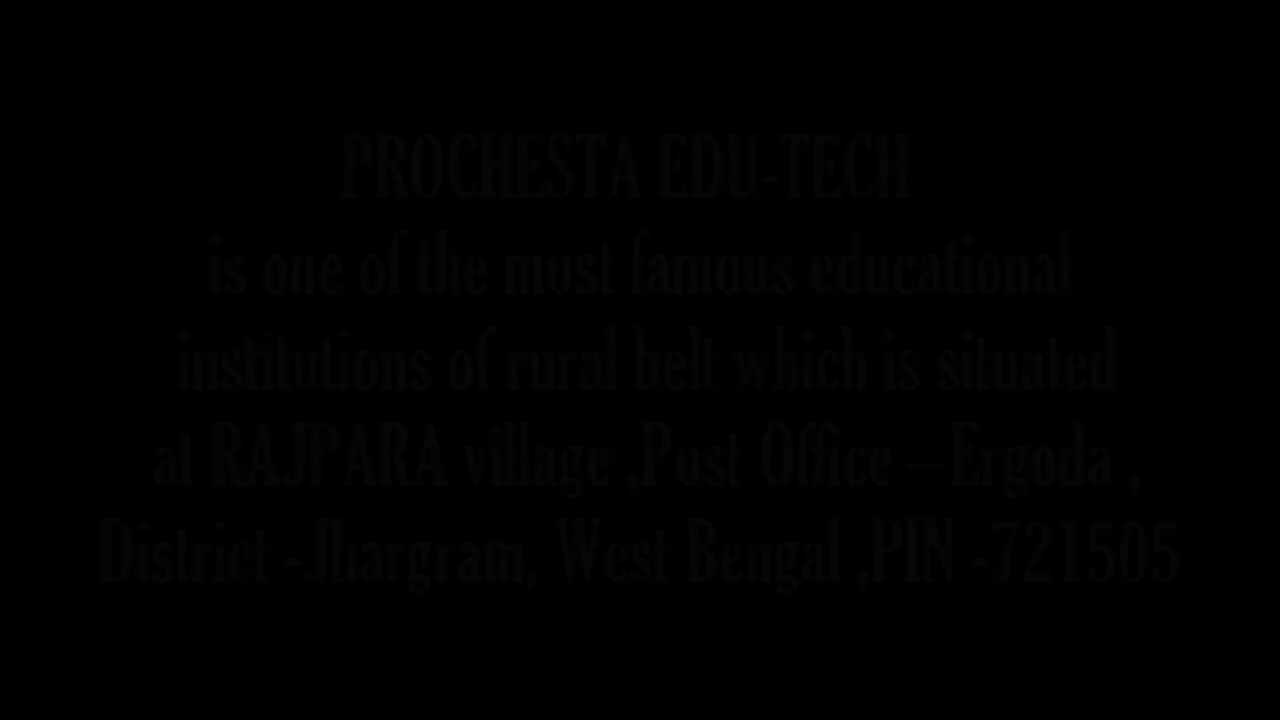 PROCHESTA EDU-TECH
is one of the most famous educational
institutions of rural belt which is situated
at RAJPARA village ,Post Office –Ergoda ,
District -Jhargram, West Bengal ,PIN -721505